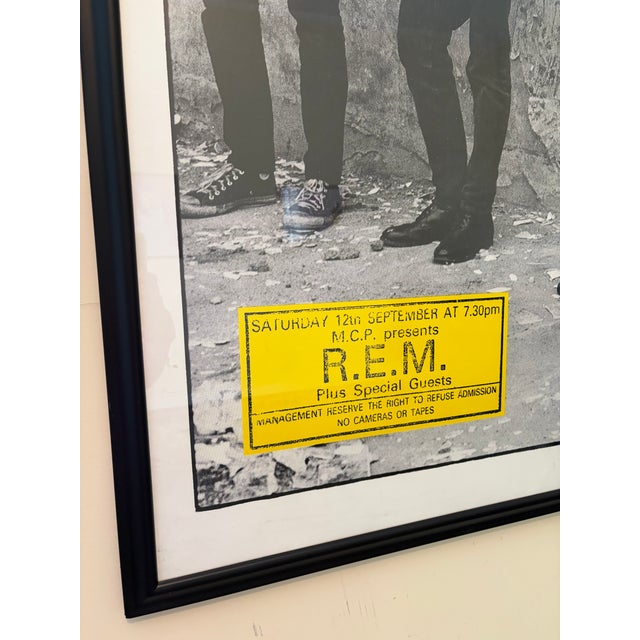 SATURDAY 12th SEPTEMBER AT 7.30pm
M.C.P. presents
R.E.M.
Plus Special Guests
MANAGEMENT RESERVE THE RIGHT TO REFUSE ADMISSION
NO CAMERAS OR TAPES